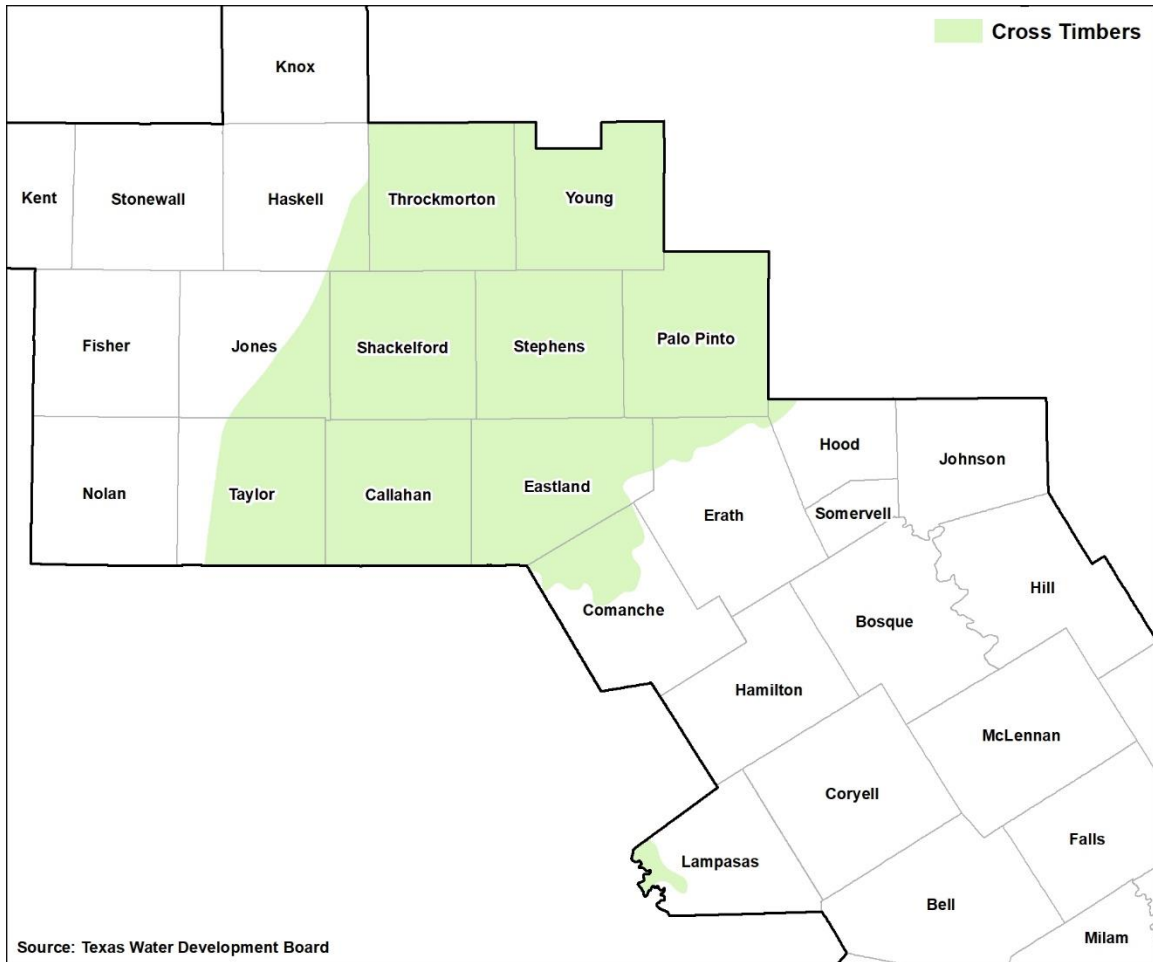 Cross Timbers
Knox
Kent
Stonewall
Haskell
Throckmorton
Young
Fisher
Jones
Shackelford
Stephens
Palo Pinto
Nolan
Taylor
Callahan
Eastland
Erath
Hood
Johnson
Somervell
Comanche
Bosque
Hill
Hamilton
McLennan
Coryell
Lampasas
Falls
Bell
Milam
Source: Texas Water Development Board